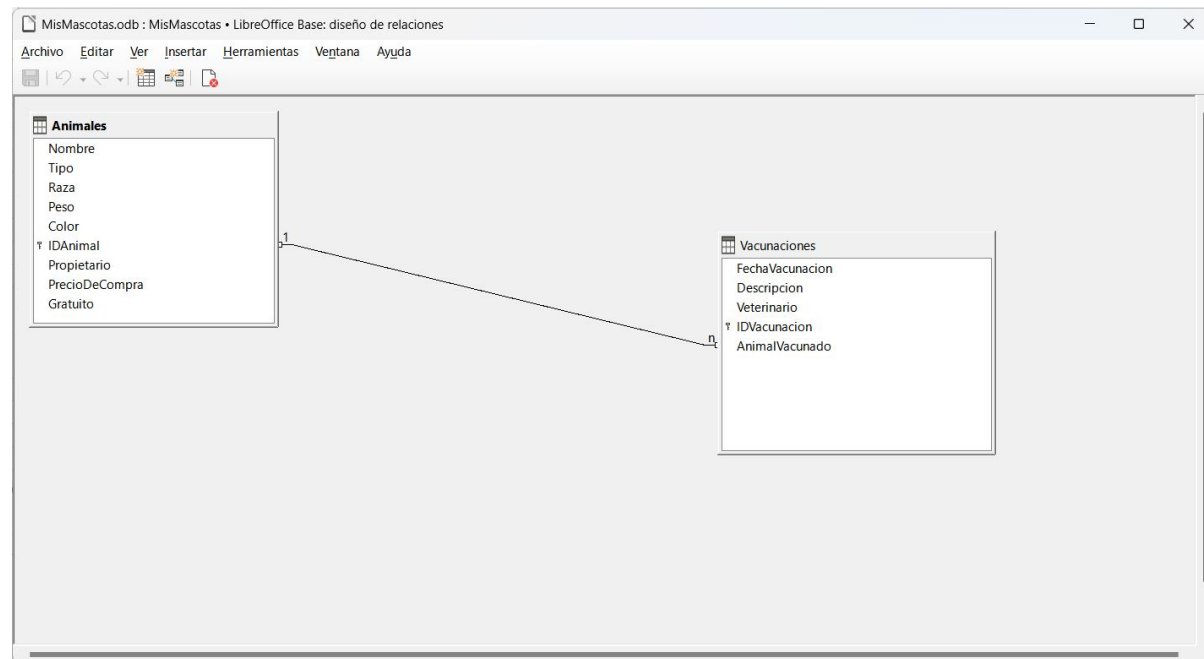 MisMascotas.odb : MisMascotas • LibreOffice Base: diseño de relaciones
Archivo Editar Ver Insertar Herramientas Ventana Ayuda
Animales
Nombre
Tipo
Raza
Peso
Color
IDAnimal
Propietario
PrecioDeCompra
Gratuito
1
n
Vacunaciones
FechaVacunacion
Descripcion
Veterinario
IDVacunacion
AnimalVacunado